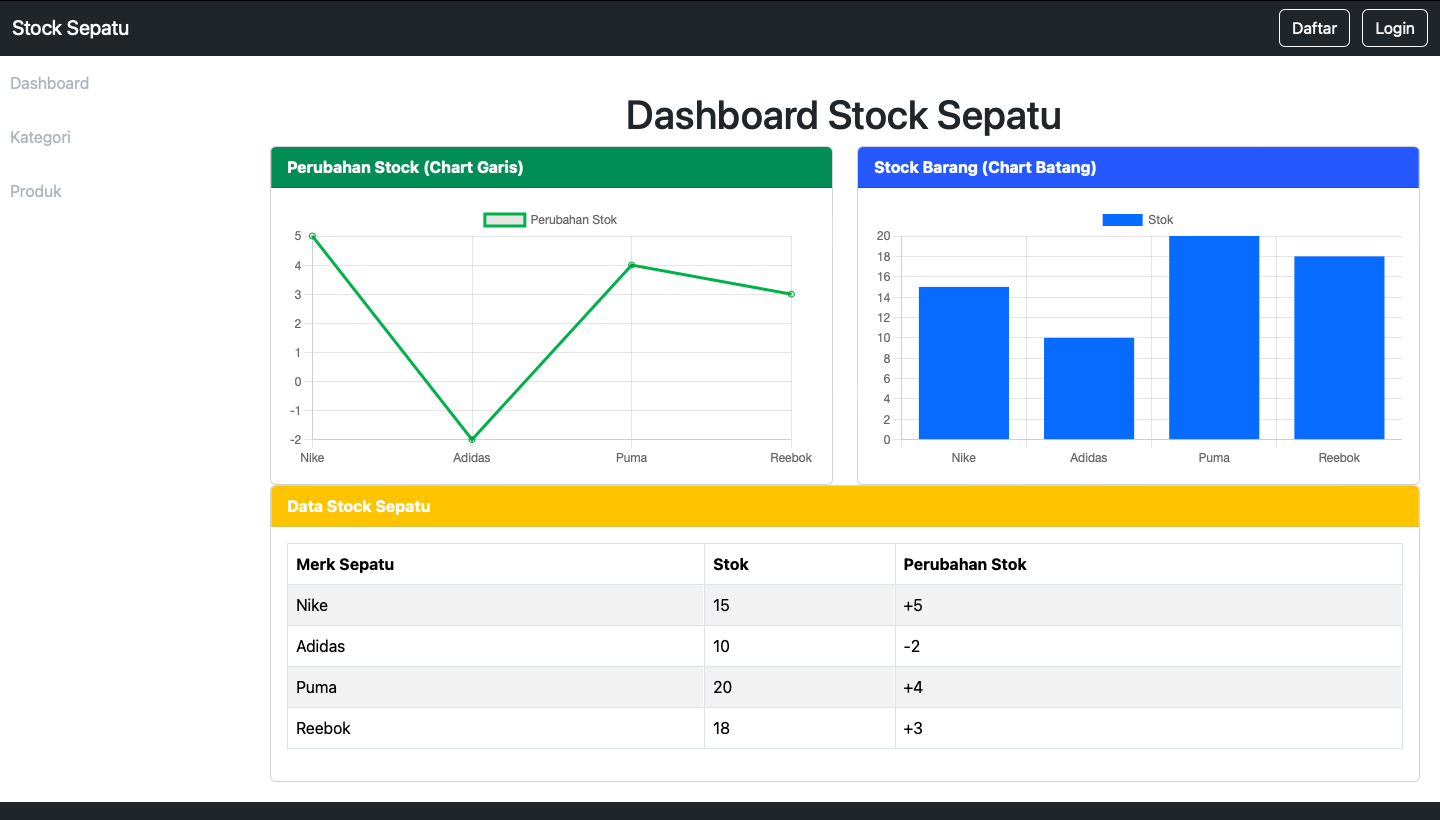 Stock Sepatu
Daftar Login
Dashboard
Kategori
Produk
Dashboard Stock Sepatu
Perubahan Stock (Chart Garis)
Perubahan Stok
5
4
3
2
1
0
-1
-2
Nike Adidas Puma Reebok
Stock Barang (Chart Batang)
Stok
20
18
16
14
12
10
8
6
4
2
0
Nike Adidas Puma Reebok
Data Stock Sepatu
Merk Sepatu Stok Perubahan Stok
Nike 15 +5
Adidas 10 -2
Puma 20 +4
Reebok 18 +3